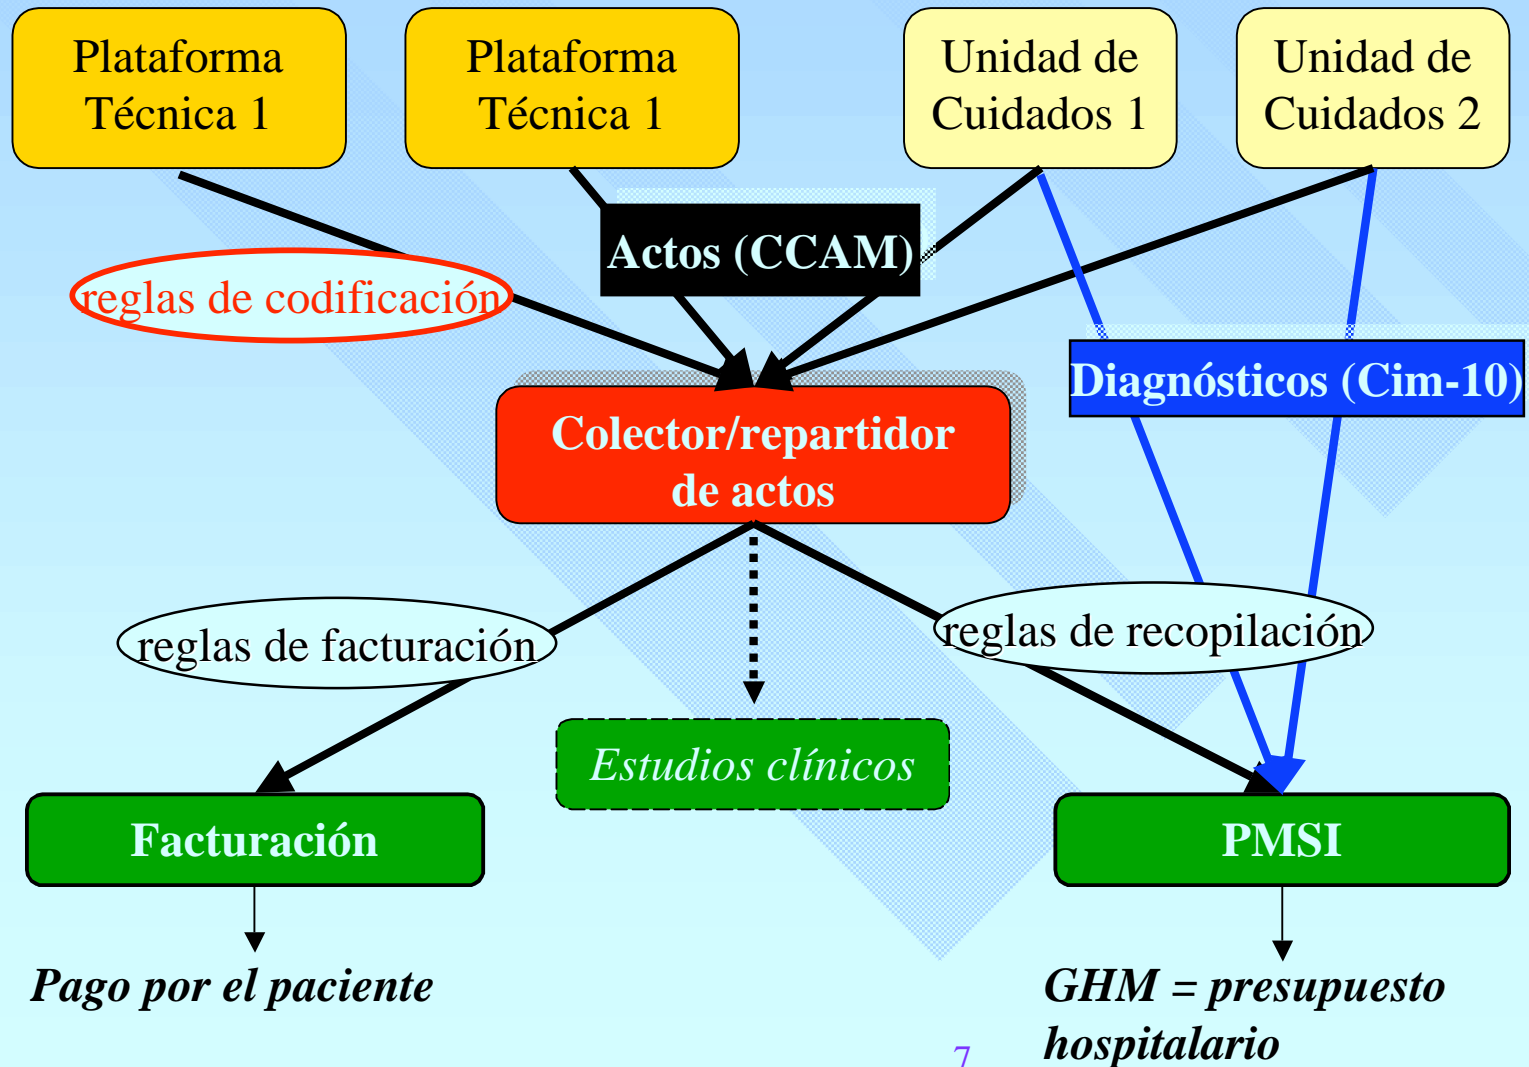 Plataforma
Técnica 1
Plataforma
Técnica 1
Unidad de
Cuidados 1
Unidad de
Cuidados 2
Actos (CCAM)
reglas de codificación
Diagnósticos (Cim-10)
Colector/repartidor
de actos
reglas de facturación
reglas de recopilación
Estudios clínicos
Facturación
PMSI
Pago por el paciente
GHM = presupuesto
hospitalario
7